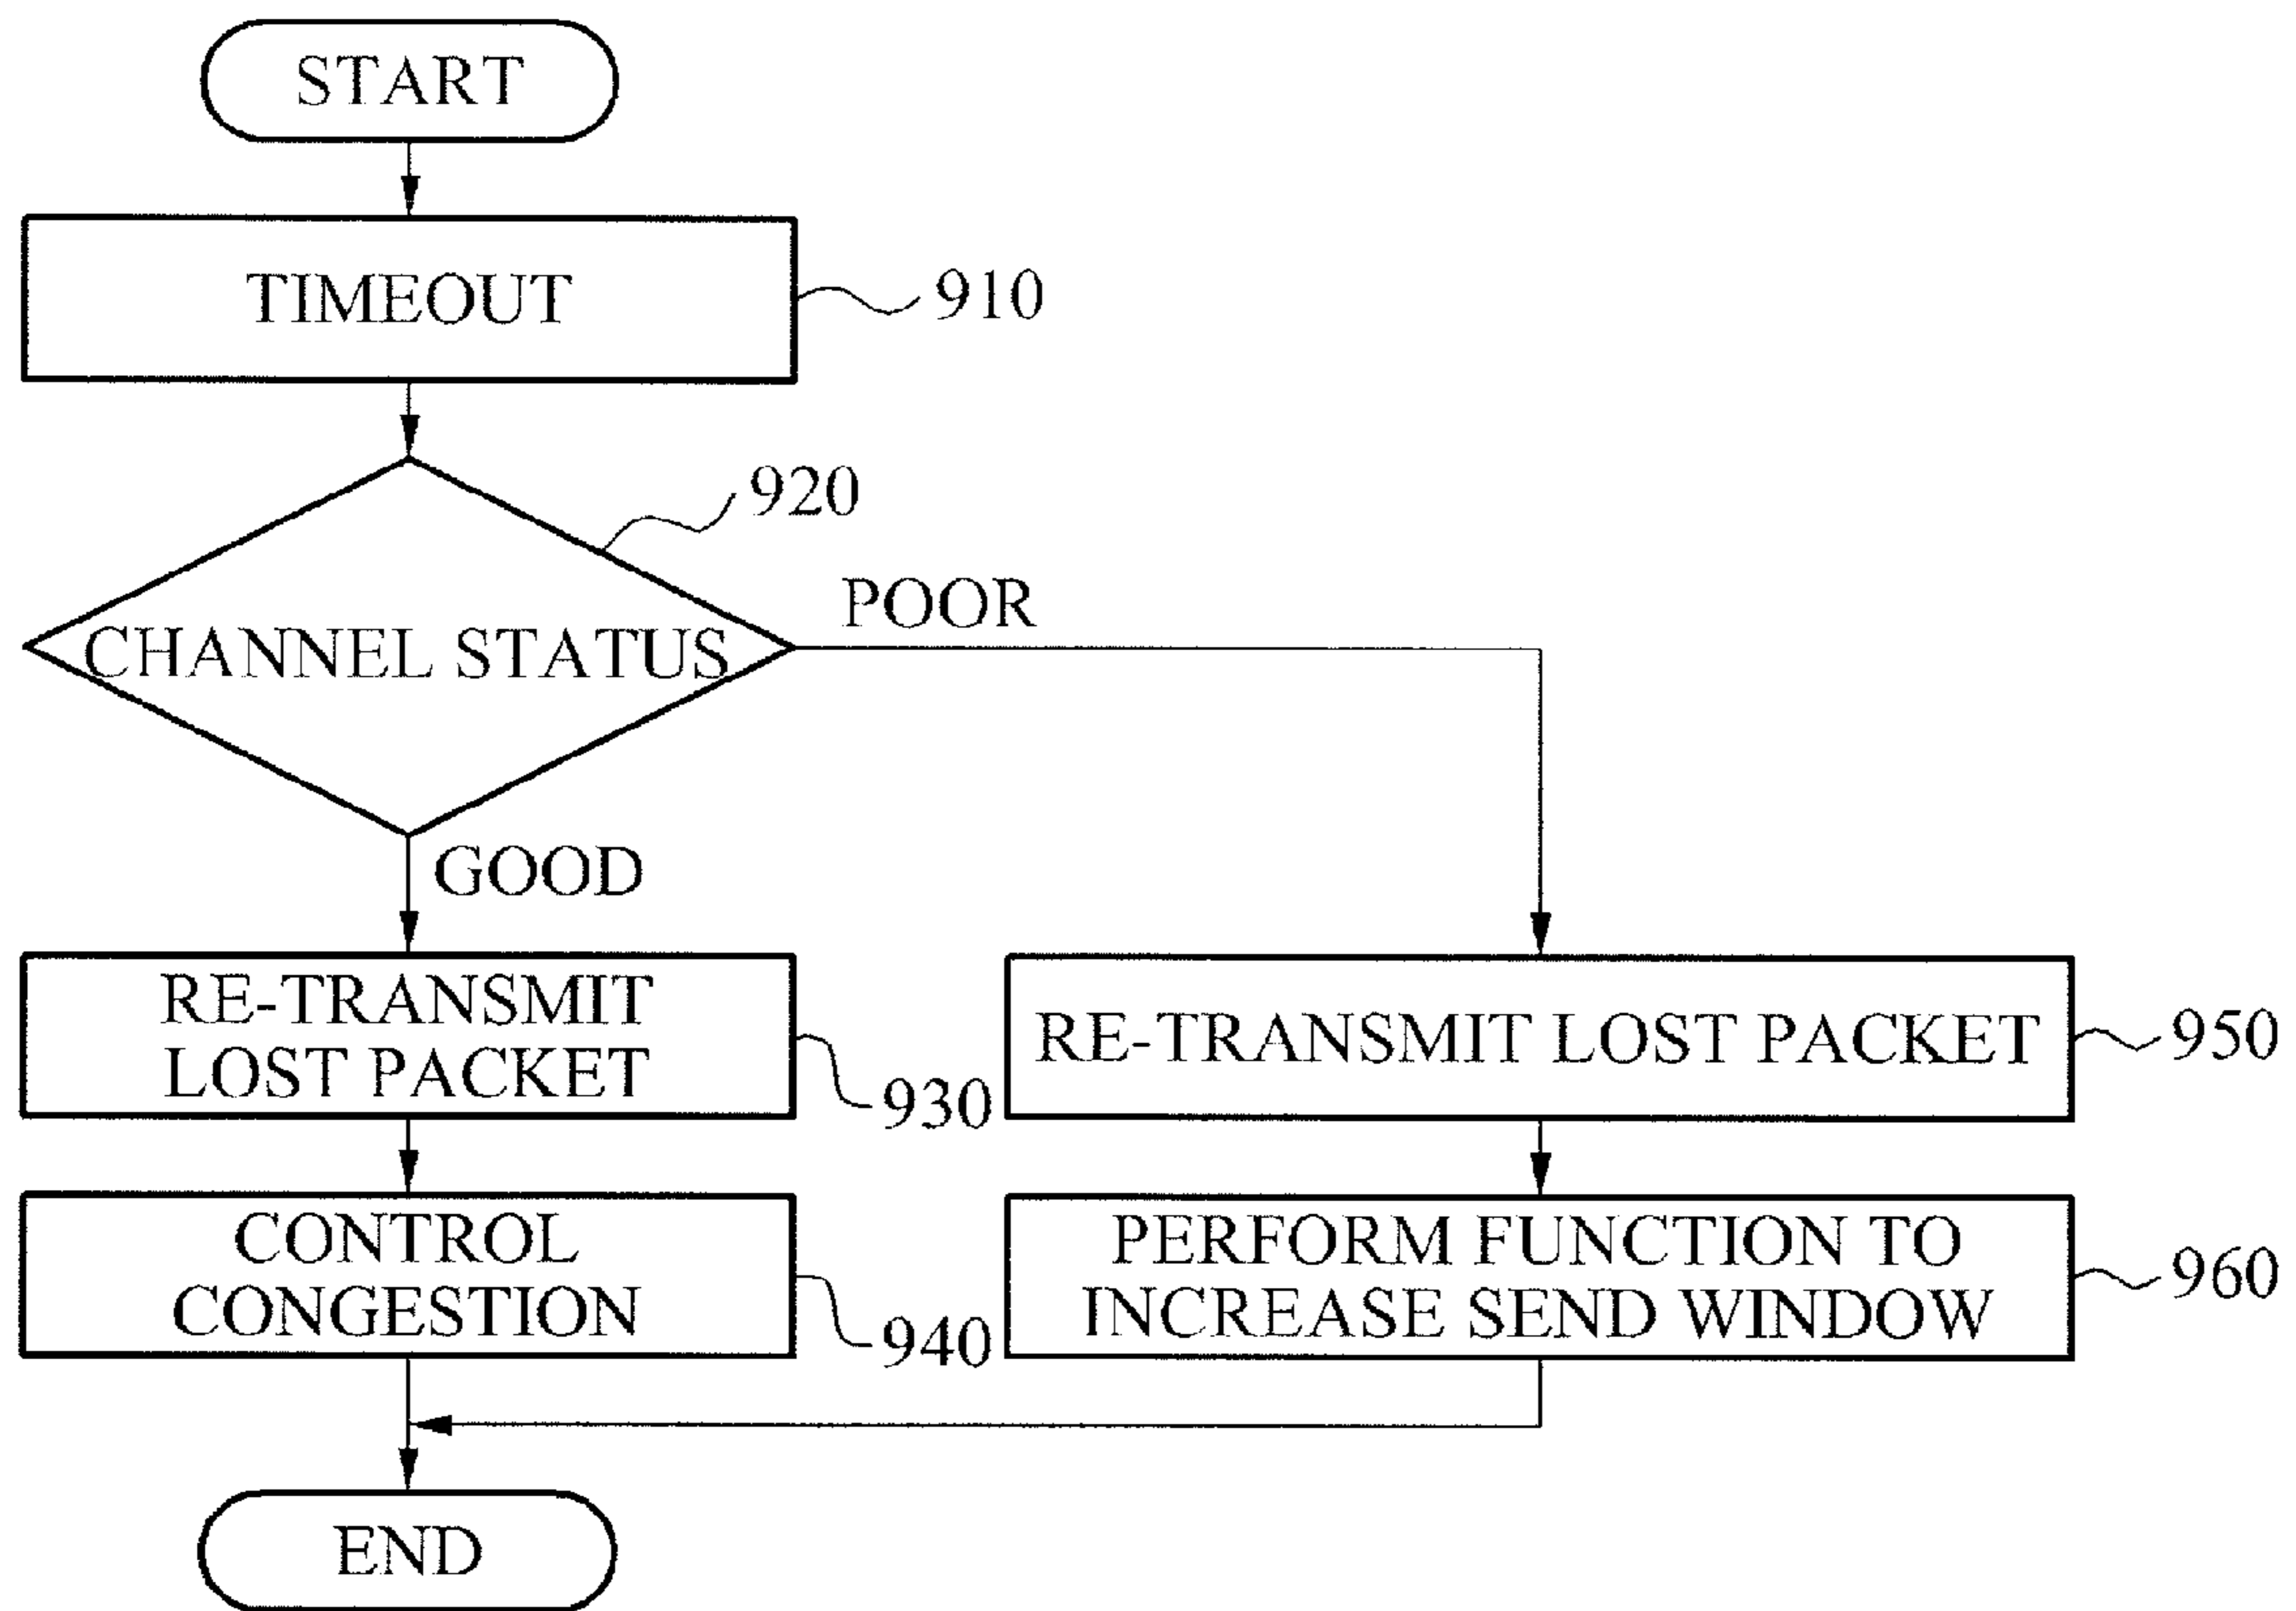 START
TIMEOUT
910
920
CHANNEL STATUS
POOR
GOOD
RE-TRANSMIT
LOST PACKET
930
RE-TRANSMIT LOST PACKET
950
CONTROL
CONGESTION
940
PERFORM FUNCTION TO
INCREASE SEND WINDOW
960
END